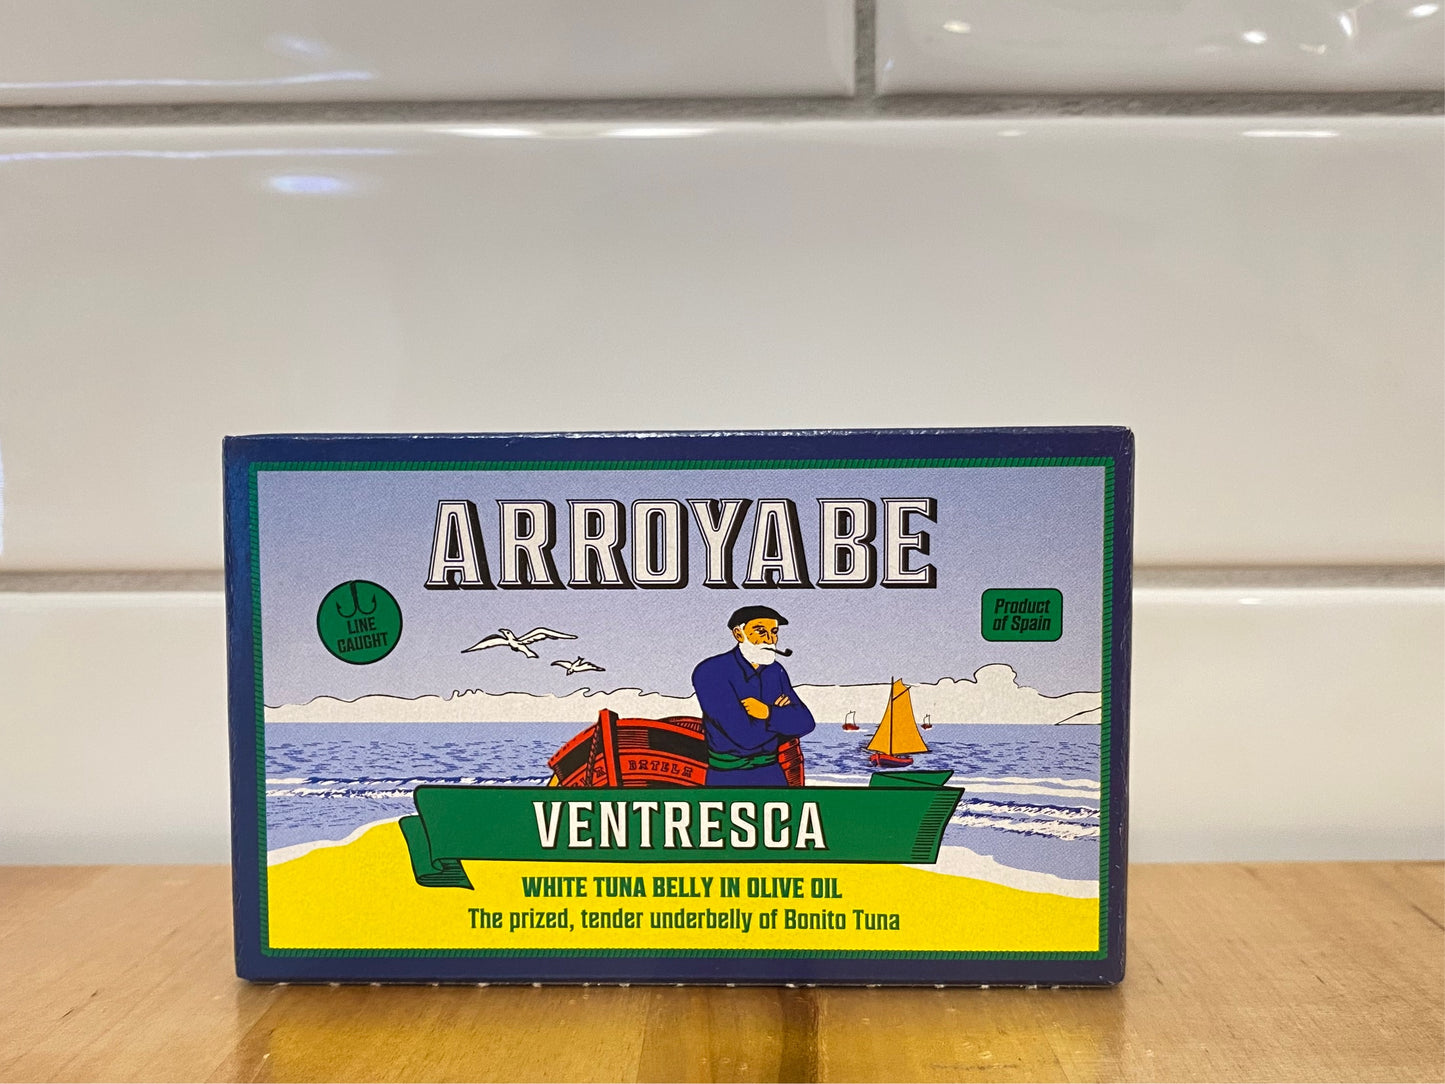 ARROYABE
LINE
CAUGHT
Product
of Spain
BATELA
VENTRESCA
WHITE TUNA BELLY IN OLIVE OIL
The prized, tender underbelly of Bonito Tuna